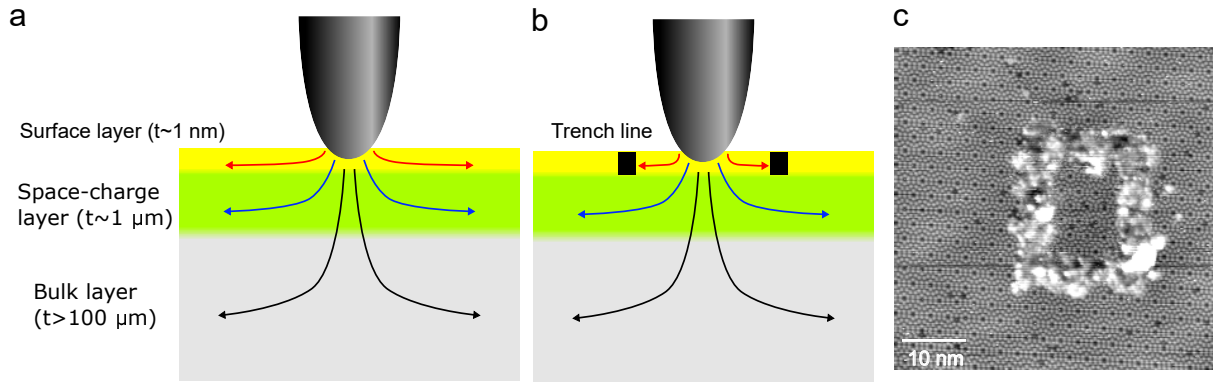 a
b
c
Surface layer (t~1 nm)
Trench line
Space-charge
layer (t~1 μm)
Bulk layer
(t>100 μm)
10 nm